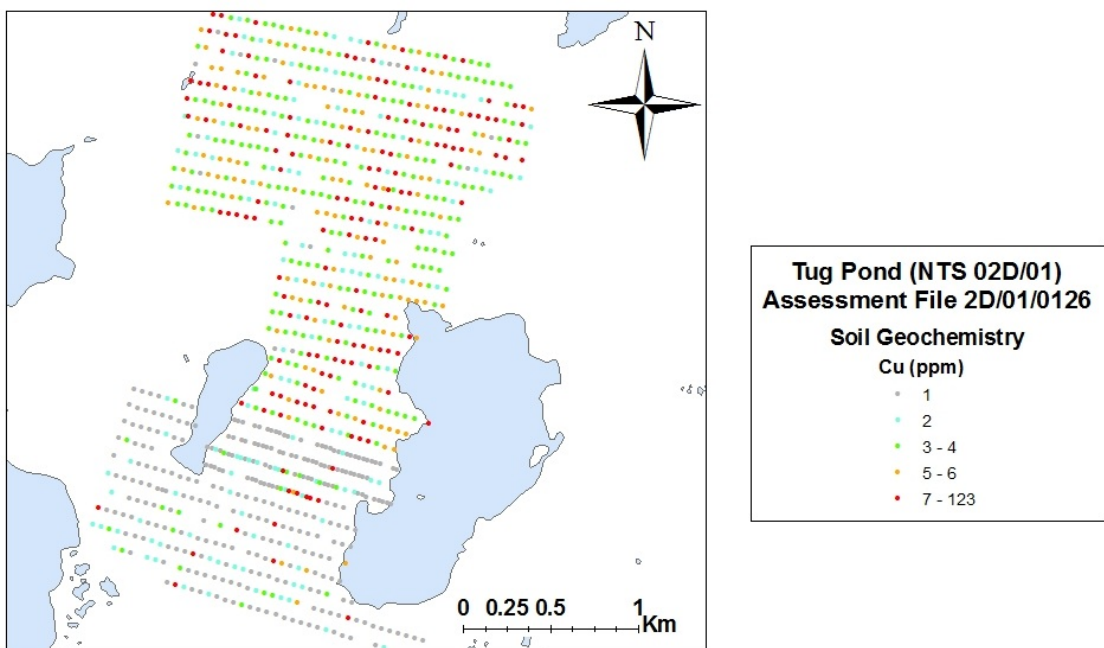 N
0 0.25 0.5 1
Km
Tug Pond (NTS 02D/01)
Assessment File 2D/01/0126
Soil Geochemistry
Cu (ppm)
1
2
3 - 4
5 - 6
7 - 123